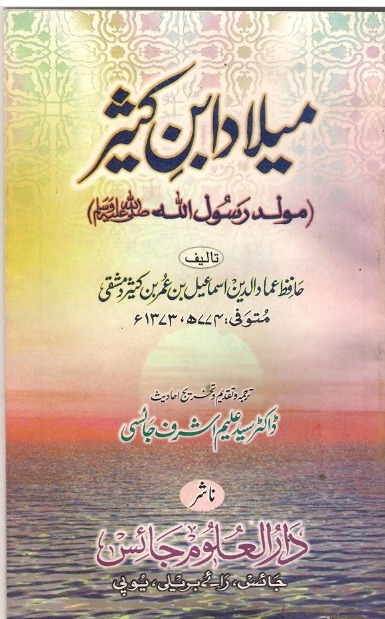 میلاد ابنِ کثیر
(مولد رسول اللہ ﷺ)
تالیف
حافظ عماد الدین اسماعیل بن عمر بن کثیر دمشقی
متوفی: ۷۷۴ھ، ۱۳۷۳ء
ترجمہ و تقدیم و تخریج احادیث
ڈاکٹر سید علیم اشرف جائسی
ناشر
دار العلوم جائس
جائس، رائے بریلی، یوپی